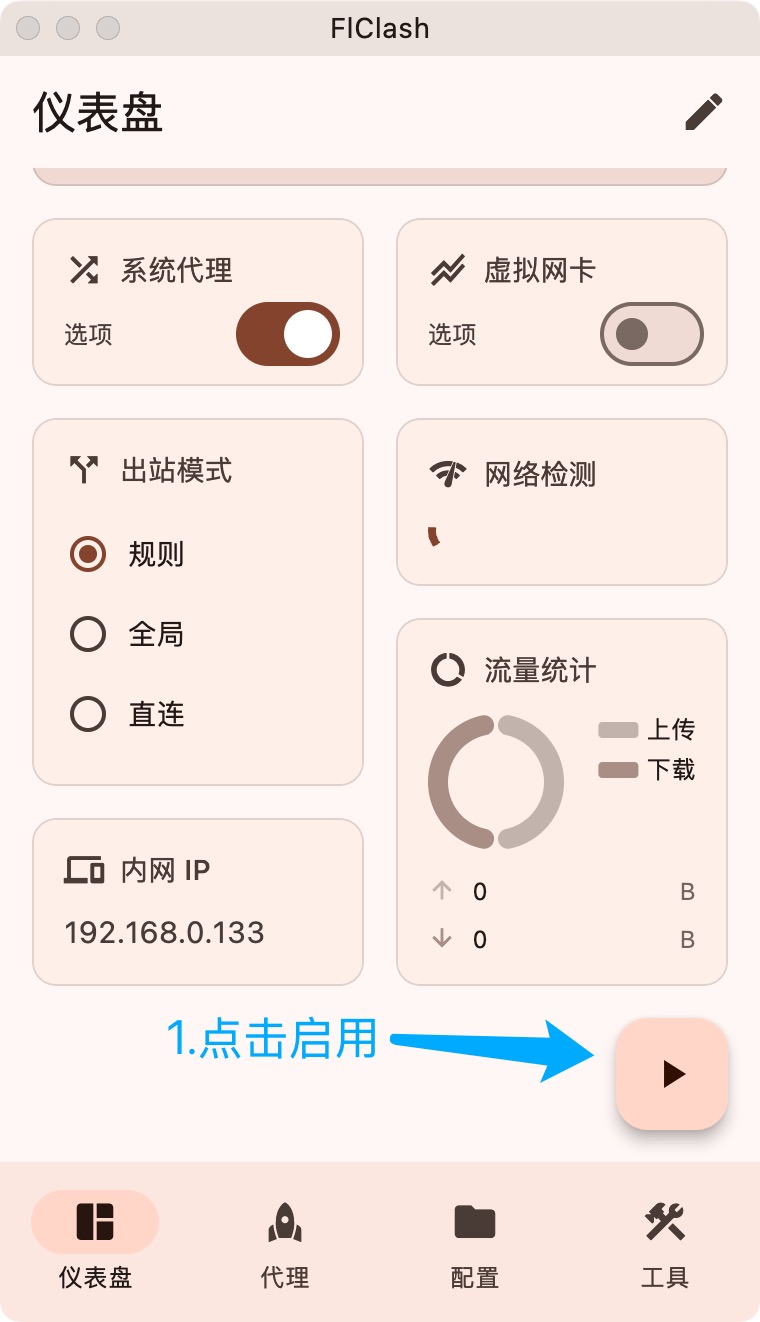 FlClash
仪表盘
系统代理
选项
虚拟网卡
选项
出站模式
规则
全局
直连
网络检测
流量统计
上传
下载
0 B
0 B
内网 IP
192.168.0.133
1.点击启用
仪表盘
代理
配置
工具